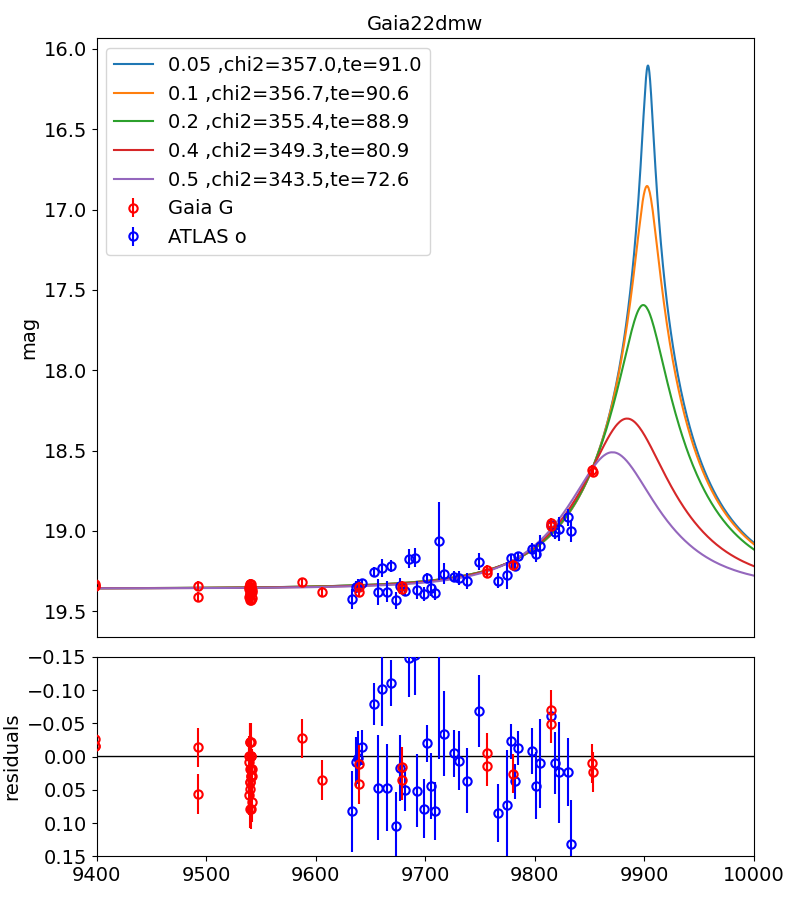 Gaia22dmw
16.0
16.5
17.0
17.5
18.0
18.5
19.0
19.5
mag
0.05 ,chi2=357.0,te=91.0
0.1 ,chi2=356.7,te=90.6
0.2 ,chi2=355.4,te=88.9
0.4 ,chi2=349.3,te=80.9
0.5 ,chi2=343.5,te=72.6
Gaia G
ATLAS o
−0.15
−0.10
−0.05
0.00
0.05
0.10
0.15
residuals
9400 9500 9600 9700 9800 9900 10000